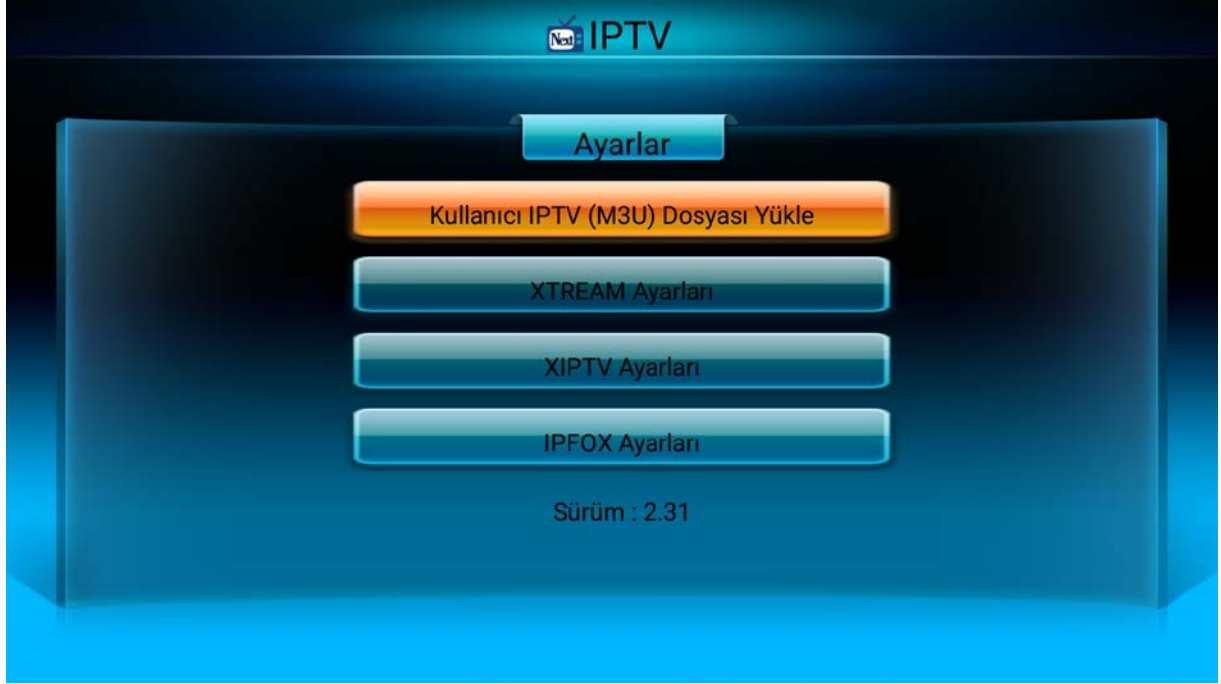 Next IPTV
Ayarlar
Kullanıcı IPTV (M3U) Dosyası Yükle
XTREAM Ayarları
XIPTV Ayarları
IPFOX Ayarları
Sürüm : 2.31